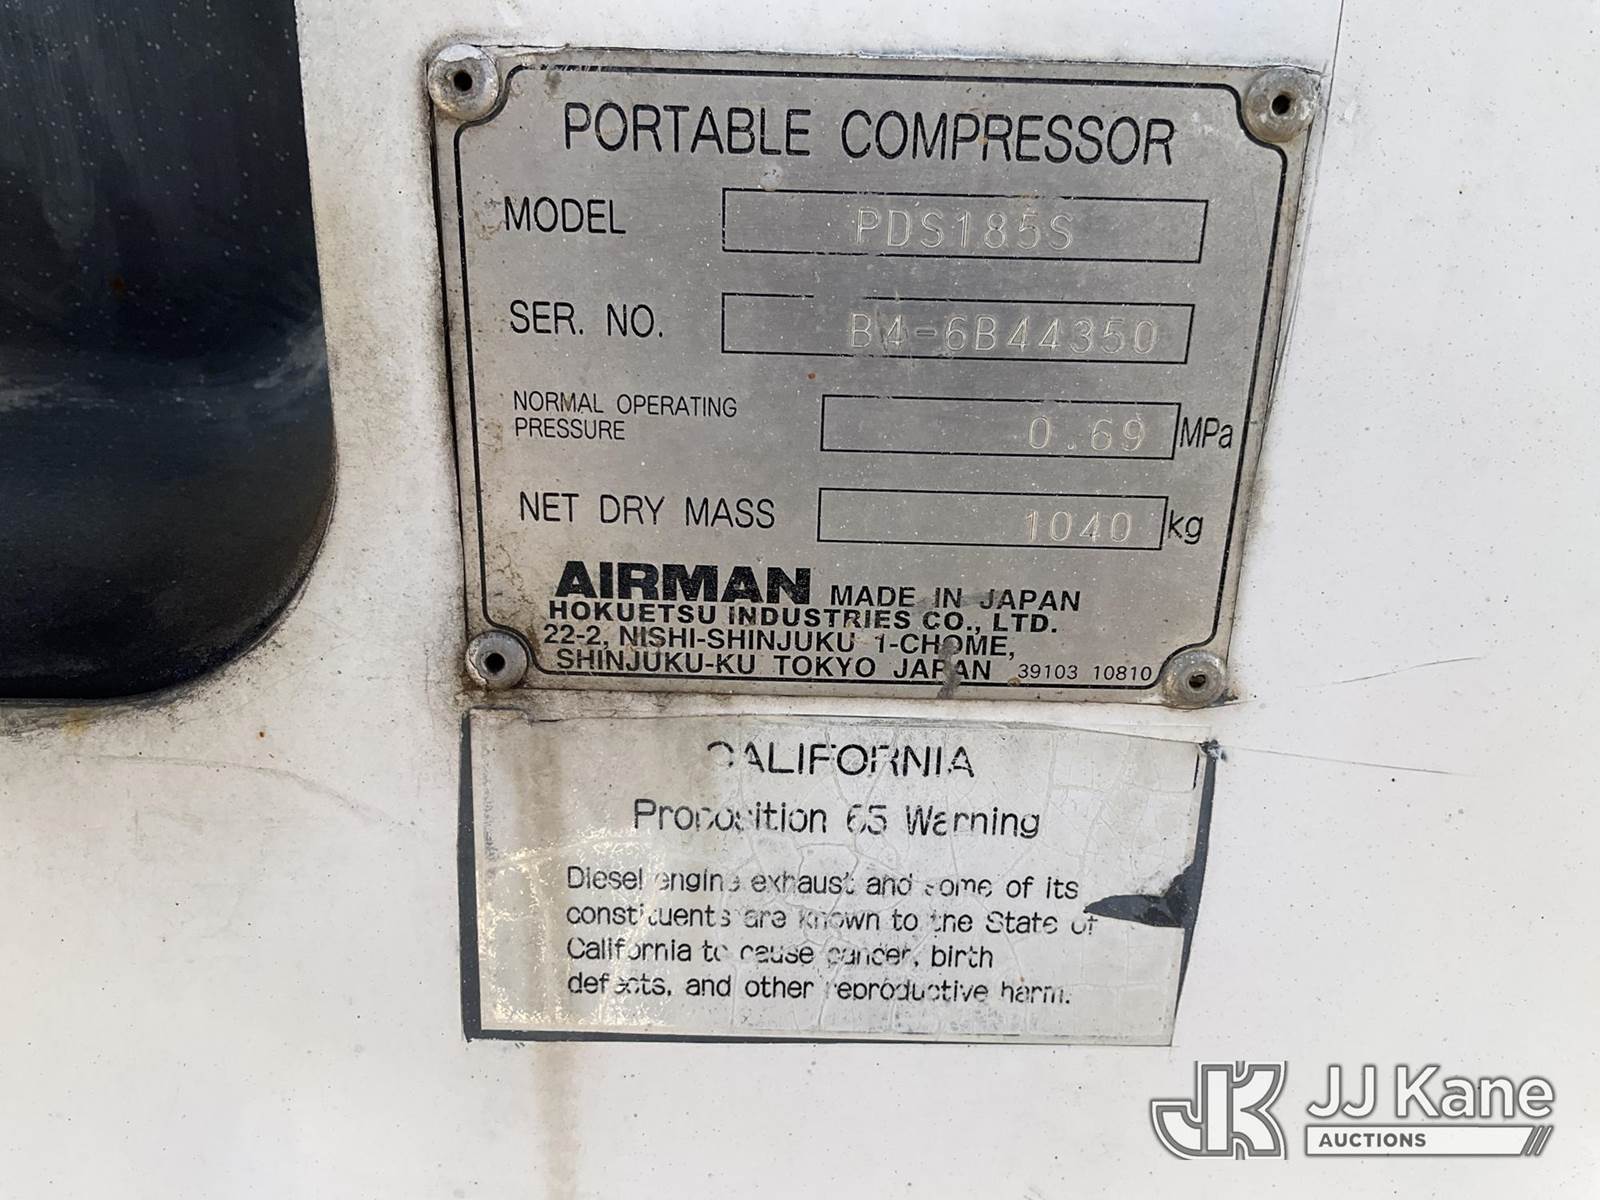 PORTABLE COMPRESSOR
MODEL PDS185S
SER. NO. B4-6B44350
NORMAL OPERATING
PRESSURE 0.69 MPa
NET DRY MASS 1040 kg
AIRMAN MADE IN JAPAN
HOKUETSU INDUSTRIES CO., LTD.
22-2, NISHI-SHINJUKU 1-CHOME,
SHINJUKU-KU TOKYO JAPAN 39103 10810
CALIFORNIA
Proposition 65 Warning
Diesel engine exhaust and some of its
constituents are known to the State of
California to cause cancer, birth
defects, and other reproductive harm.
JK JJ Kane
AUCTIONS